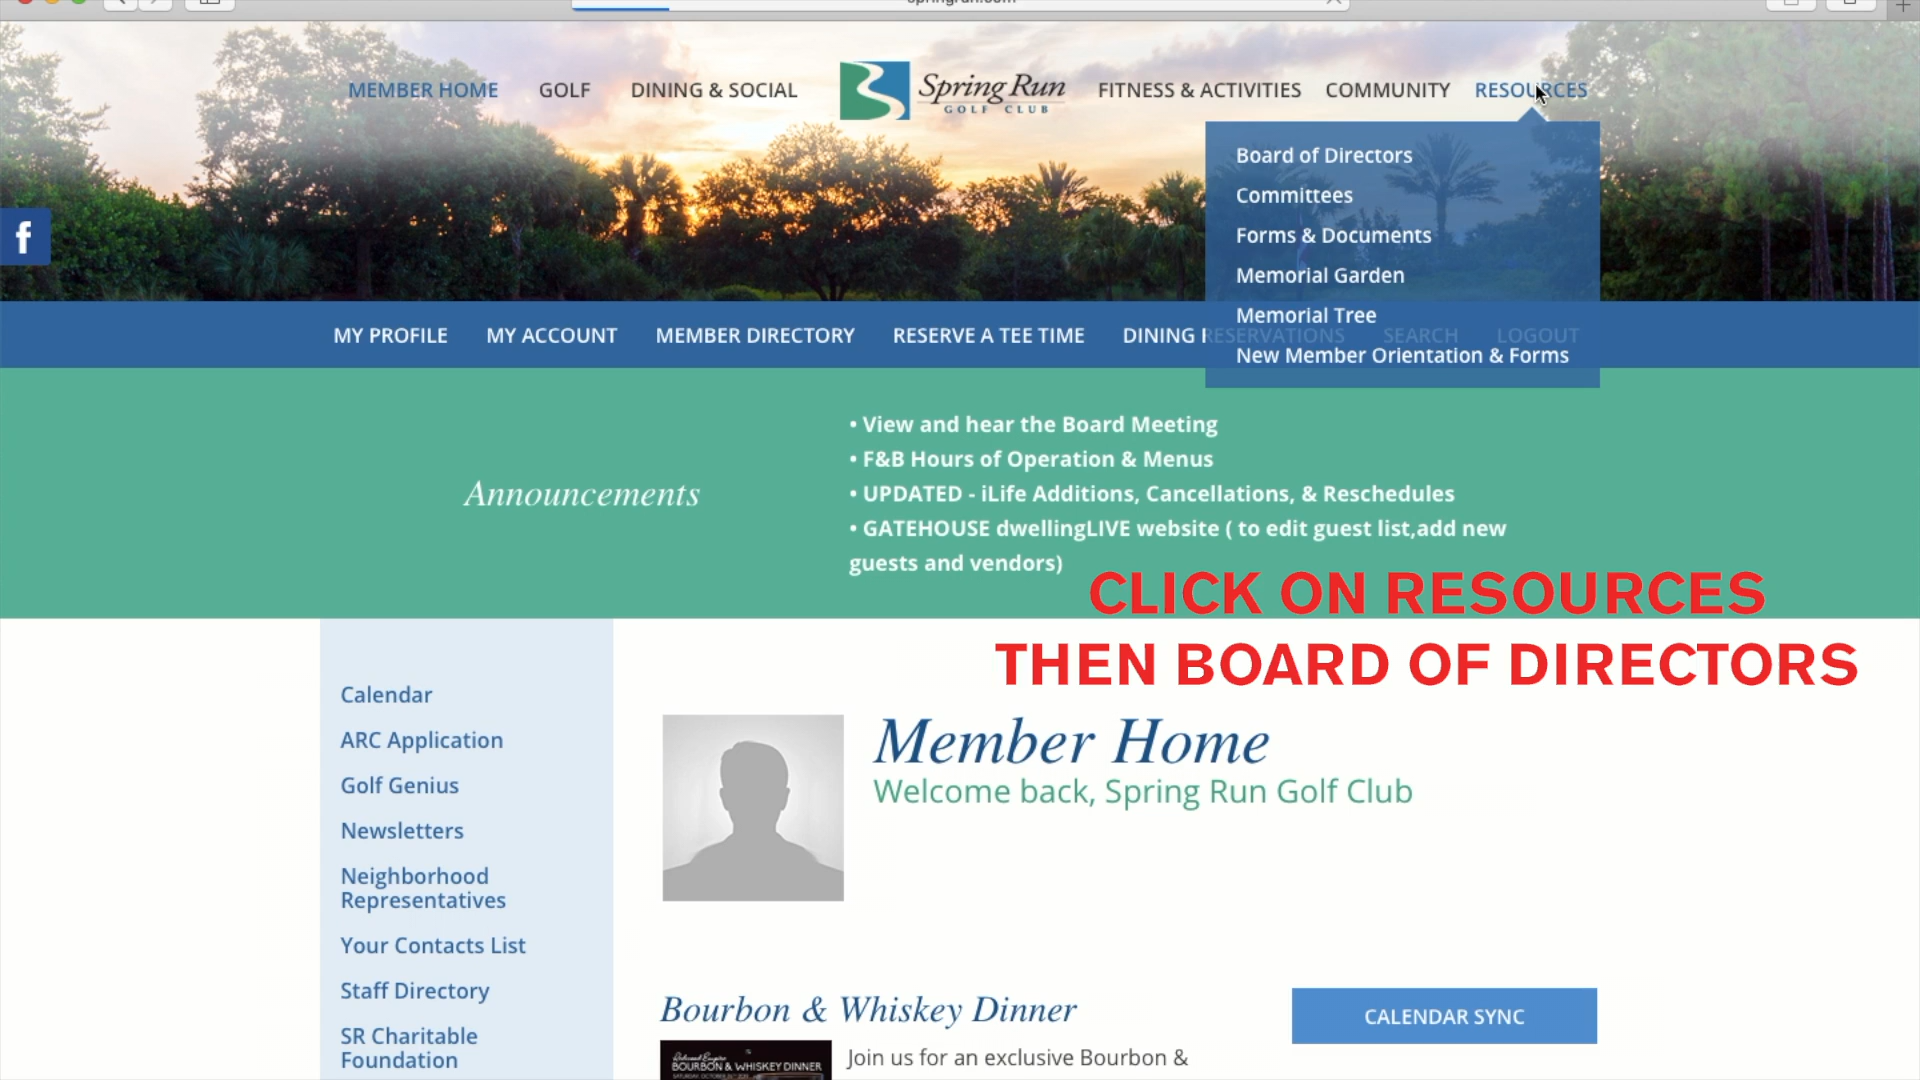 MEMBER HOME GOLF DINING & SOCIAL Spring Run FITNESS & ACTIVITIES COMMUNITY RESOURCES
GOLF CLUB
Board of Directors
Committees
Forms & Documents
Memorial Garden
Memorial Tree
New Member Orientation & Forms
f
MY PROFILE MY ACCOUNT MEMBER DIRECTORY RESERVE A TEE TIME DINING RESERVATIONS SEARCH LOGOUT
Announcements
• View and hear the Board Meeting
• F&B Hours of Operation & Menus
• UPDATED - iLife Additions, Cancellations, & Reschedules
• GATEHOUSE dwellingLIVE website ( to edit guest list,add new
guests and vendors)
CLICK ON RESOURCES
THEN BOARD OF DIRECTORS
Calendar
ARC Application
Golf Genius
Newsletters
Neighborhood
Representatives
Your Contacts List
Staff Directory
SR Charitable
Foundation
Member Home
Welcome back, Spring Run Golf Club
Bourbon & Whiskey Dinner
CALENDAR SYNC
BOURBON & WHISKEY DINNER
Join us for an exclusive Bourbon &